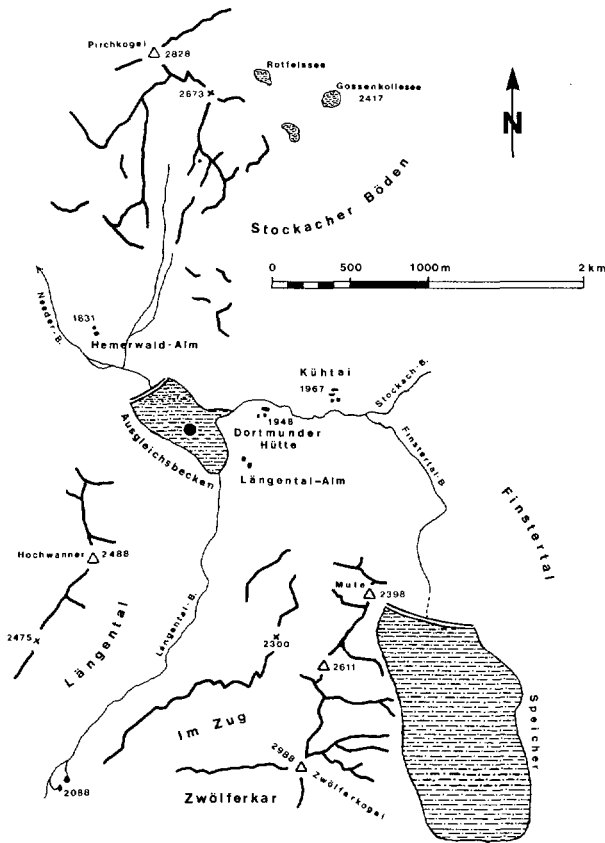 Pirchkogel
2828
2673
Rotfelssee
Gossenköllesee
2417
N
Stockacher Böden
0 500 1000m 2 km
Needer-B.
1831
Hemerwald-Alm
Kühtai
1967
Stockach-B.
1948
Dortmunder
Hütte
Ausgleichsbecken
Längental-Alm
Finstertal-B.
Finstertal
Hochwanner
2488
Mute
2398
2475
Längental
Längental-B.
2300
2611
Im Zug
Speicher
2988
Zwölferkogel
2088
Zwölferkar